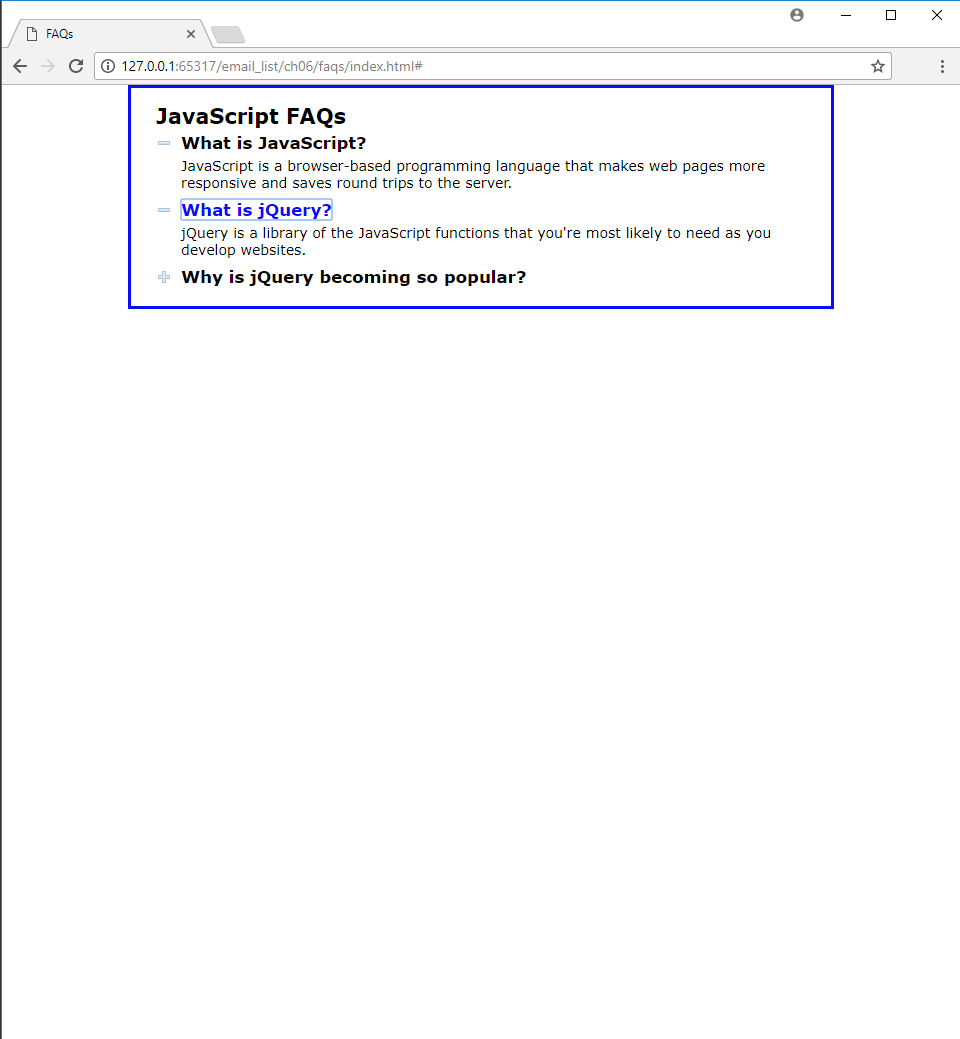 FAQs
127.0.0.1:65317/email_list/ch06/faqs/index.html#
JavaScript FAQs
What is JavaScript?
JavaScript is a browser-based programming language that makes web pages more
responsive and saves round trips to the server.
What is jQuery?
jQuery is a library of the JavaScript functions that you're most likely to need as you
develop websites.
Why is jQuery becoming so popular?